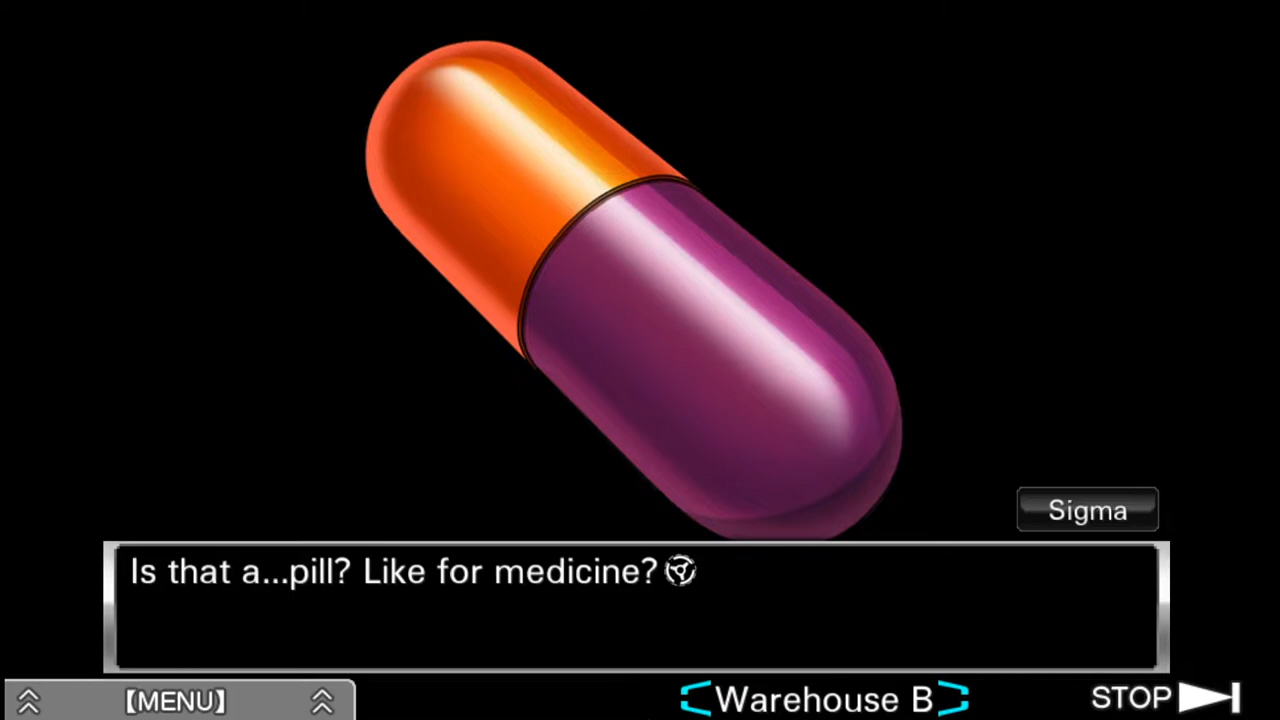 Sigma
Is that a...pill? Like for medicine?
【MENU】
Warehouse B
STOP